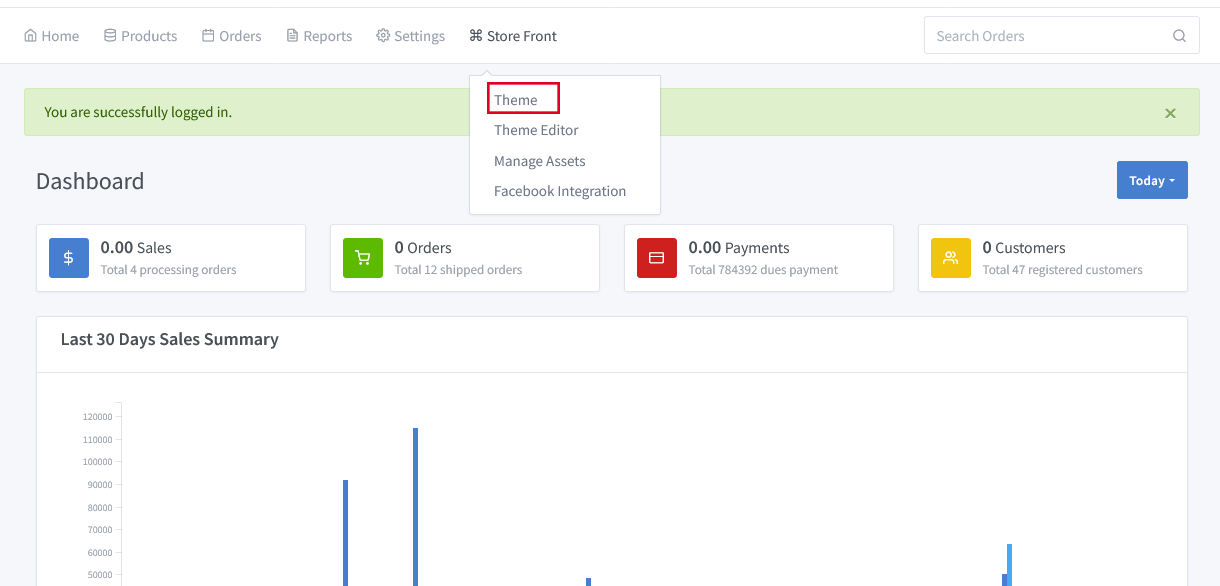 Home Products Orders Reports Settings ⌘ Store Front Search Orders
Theme
Theme Editor
Manage Assets
Facebook Integration
You are successfully logged in.
Dashboard
Today
$ 0.00 Sales
Total 4 processing orders
0 Orders
Total 12 shipped orders
0.00 Payments
Total 784392 dues payment
0 Customers
Total 47 registered customers
Last 30 Days Sales Summary
120000
110000
100000
90000
80000
70000
60000
50000